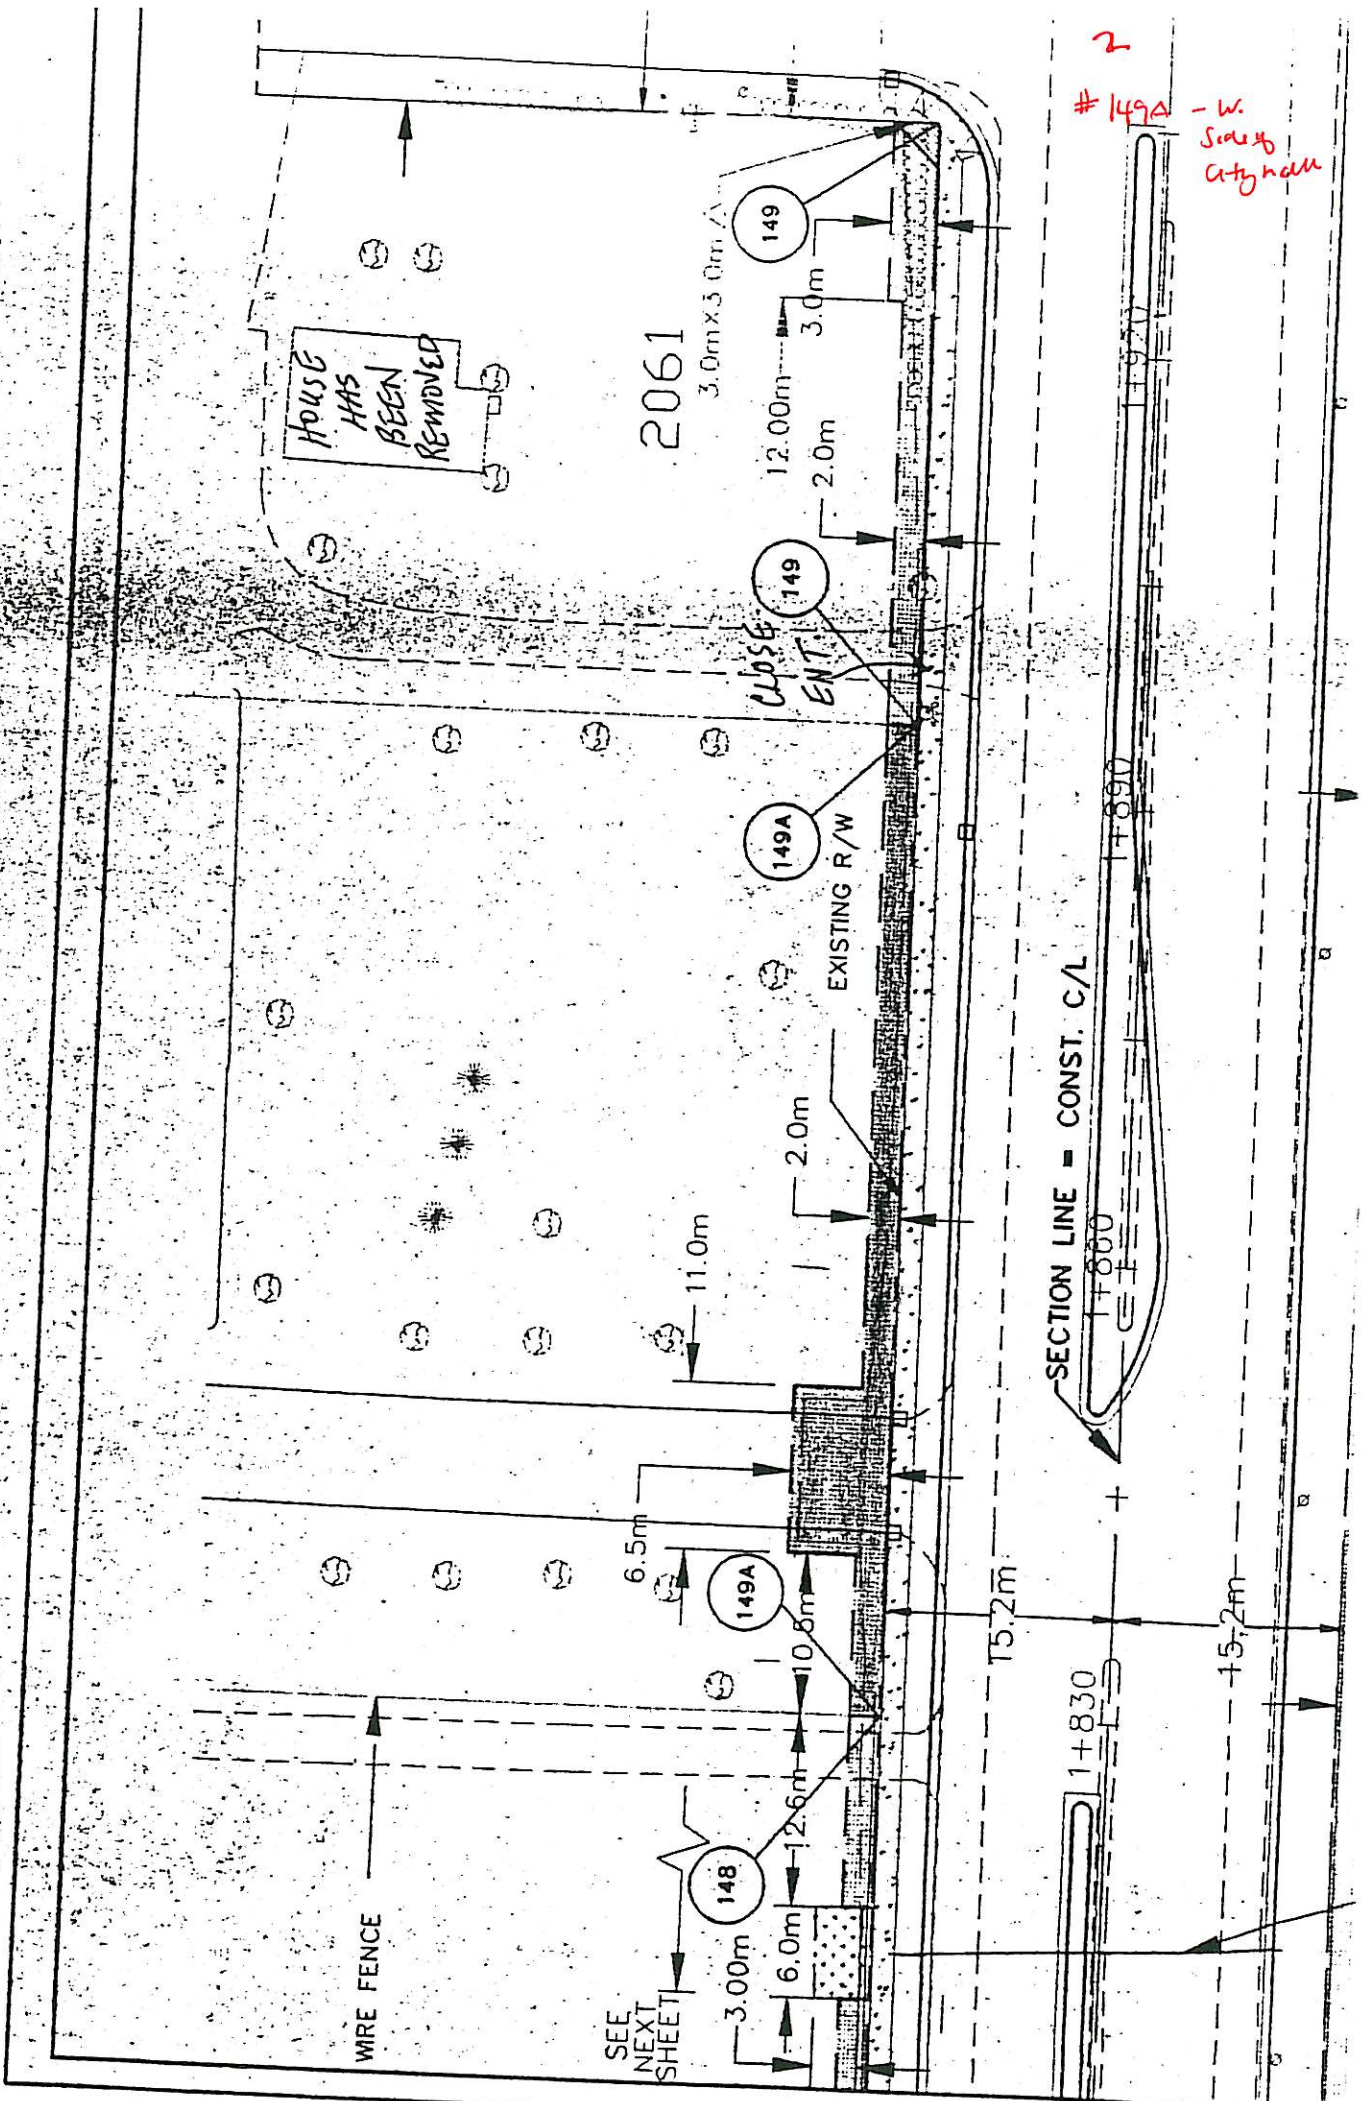 2
#149A - W.
Side of
City Hall
HOUSE
HAS
BEEN
REMOVED
2061
3.0m x 3.0m
149
3.0m
12.00m
2.0m
149
CLOSE
ENT.
149A
EXISTING R/W
2.0m
11.0m
6.5m
149A
10.6m
12.6m
148
6.0m
3.00m
SEE
NEXT
SHEET
WIRE FENCE
1+920
1+890
1+860
SECTION LINE = CONST. C/L
15.2m
15.2m
1+830